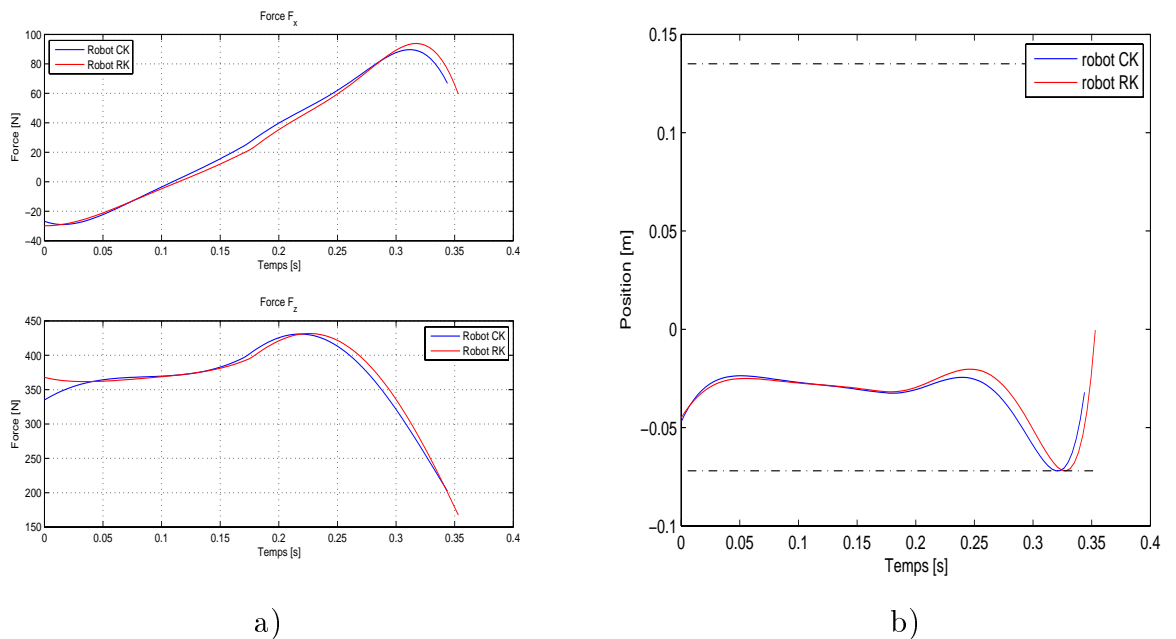 Force F_x
Force [N]
100
80
60
40
20
0
−20
−40
Robot CK
Robot RK
0 0.05 0.1 0.15 0.2 0.25 0.3 0.35 0.4
Temps [s]
Force F_z
Force [N]
450
400
350
300
250
200
150
Robot CK
Robot RK
0 0.05 0.1 0.15 0.2 0.25 0.3 0.35 0.4
Temps [s]
a)
Position [m]
0.15
0.1
0.05
0
−0.05
−0.1
robot CK
robot RK
0 0.05 0.1 0.15 0.2 0.25 0.3 0.35 0.4
Temps [s]
b)